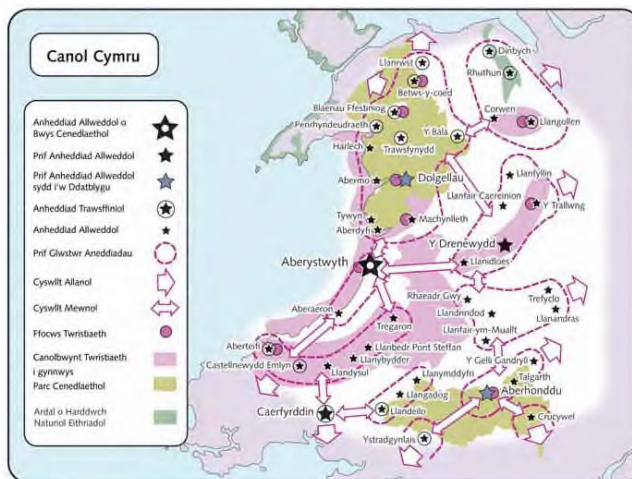 Canol Cymru
Anheddiad Allweddol o
Bwys Cenedlaethol
Prif Anheddiad Allweddol
Prif Anheddiad Allweddol
sydd i'w Ddatblygu
Anheddiad Trawsffiniol
Anheddiad Allweddol
Prif Glwstwr Aneddiadau
Cyswllt Allanol
Cyswllt Mewnol
Ffocws Twristiaeth
Canolbwynt Twristiaeth
i gynnwys
Parc Cenedlaethol
Ardal o Harddwch
Naturiol Eithriadol
Dinbych
Llanrwst
Rhuthun
Betws-y-coed
Blaenau Ffestiniog
Corwen
Penrhyndeudraeth
Llangollen
Y Bala
Trawsfynydd
Harlech
Llanfyllin
Abermo
Dolgellau
Llanfair Caereinion
Y Trallwng
Tywyn
Machynlleth
Aberdyfi
Y Drenewydd
Aberystwyth
Llanidloes
Rhaeadr Gwy
Trefyclo
Aberaeron
Llandrindod
Llanandras
Tregaron
Llanfair-ym-Muallt
Aberteifi
Llanbedr Pont Steffan
Y Gelli Gandryll
Castellnewydd Emlyn
Llanybydder
Llandysul
Llanymddyfri
Talgarth
Llangadog
Aberhonddu
Caerfyrddin
Llandeilo
Crucywel
Ystradgynlais